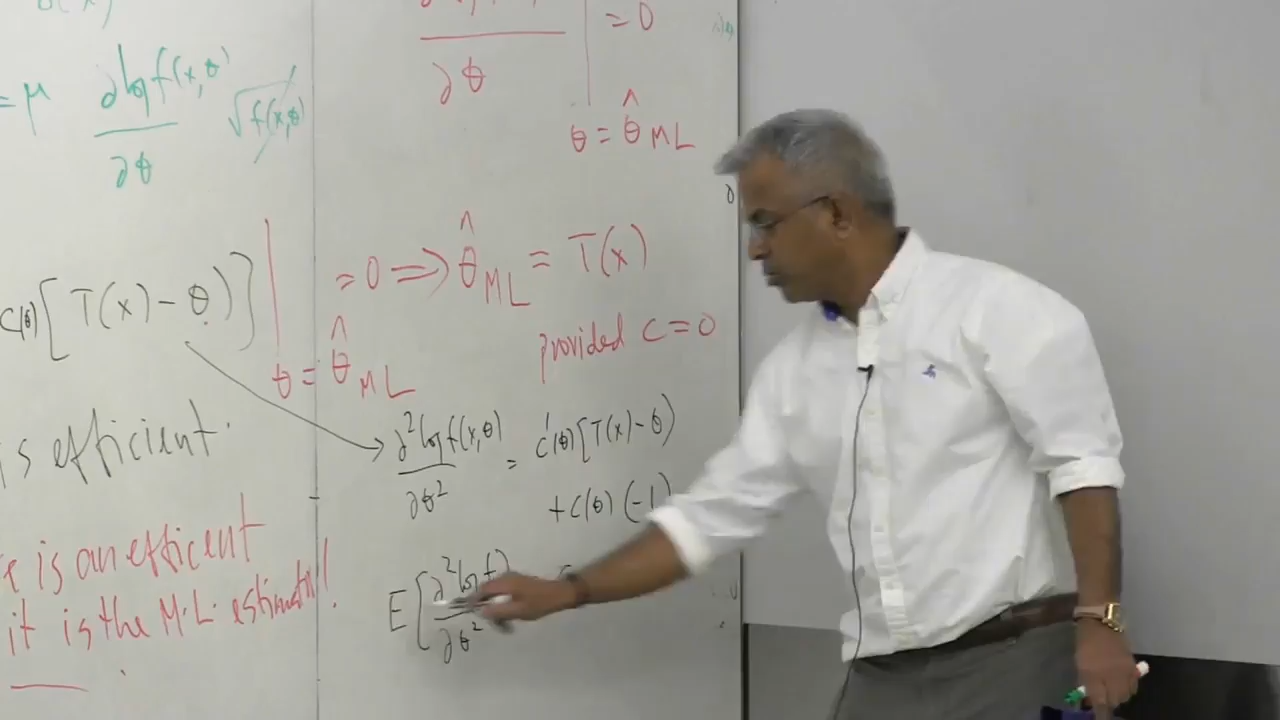 = μ ∂log f(x,θ) / ∂θ √f(x,θ)
c(θ)[T(x) - θ)]
is efficient.
is an efficient
it is the M.L. estimator!
∂θ
= 0
θ = θ̂ ML
= 0 ⇒ θ̂ ML = T(x)
θ = θ̂ ML
provided c = 0
∂² log f(x,θ) / ∂θ² = c'(θ)[T(x) - θ)
+ c(θ) (-1)
E[∂² log f / ∂θ²